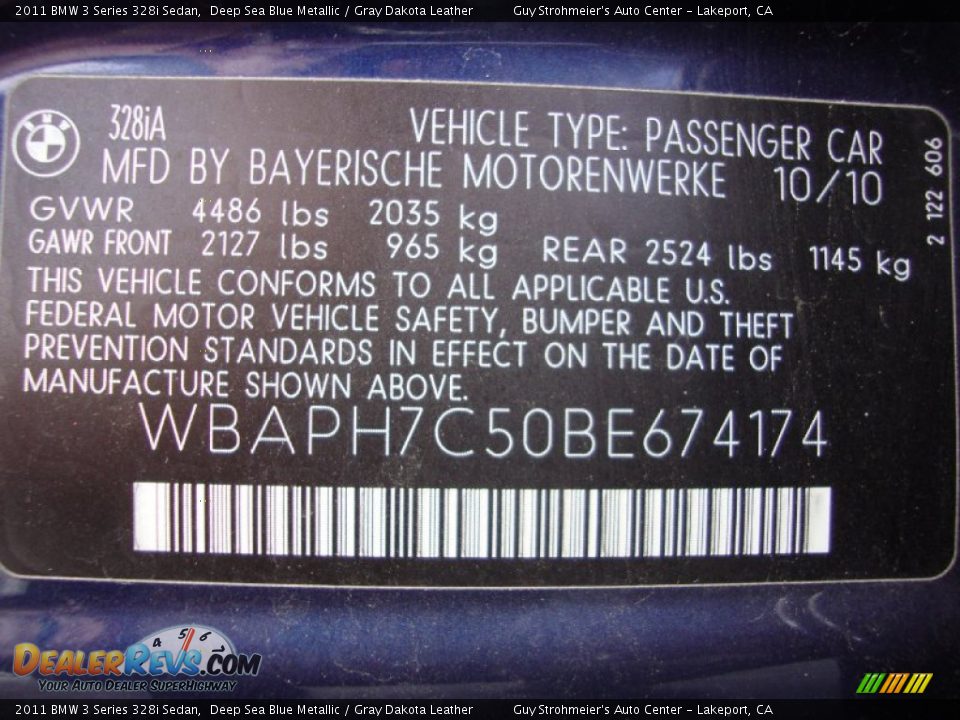 2011 BMW 3 Series 328i Sedan, Deep Sea Blue Metallic / Gray Dakota Leather Guy Strohmeier's Auto Center - Lakeport, CA
328iA VEHICLE TYPE: PASSENGER CAR
MFD BY BAYERISCHE MOTORENWERKE 10/10
GVWR 4486 lbs 2035 kg
GAWR FRONT 2127 lbs 965 kg REAR 2524 lbs 1145 kg
THIS VEHICLE CONFORMS TO ALL APPLICABLE U.S.
FEDERAL MOTOR VEHICLE SAFETY, BUMPER AND THEFT
PREVENTION STANDARDS IN EFFECT ON THE DATE OF
MANUFACTURE SHOWN ABOVE.
WBAPH7C50BE674174
2 122 606
BMW
4 5 6
DEALERREVS.COM
YOUR AUTO DEALER SUPERHIGHWAY
2011 BMW 3 Series 328i Sedan, Deep Sea Blue Metallic / Gray Dakota Leather Guy Strohmeier's Auto Center - Lakeport, CA